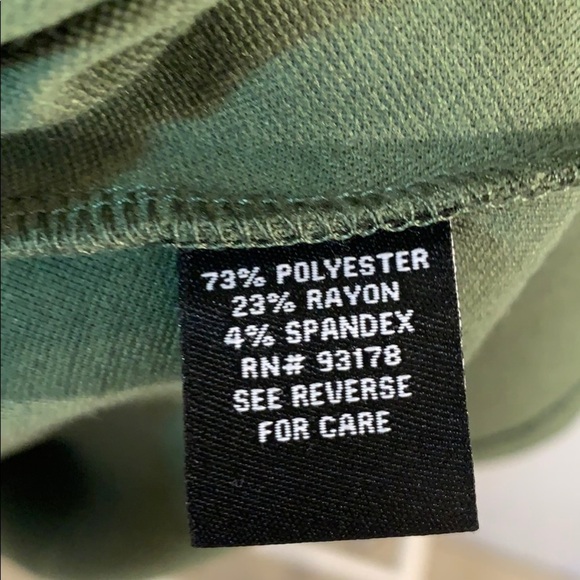 73% POLYESTER
23% RAYON
4% SPANDEX
RN# 93178
SEE REVERSE
FOR CARE